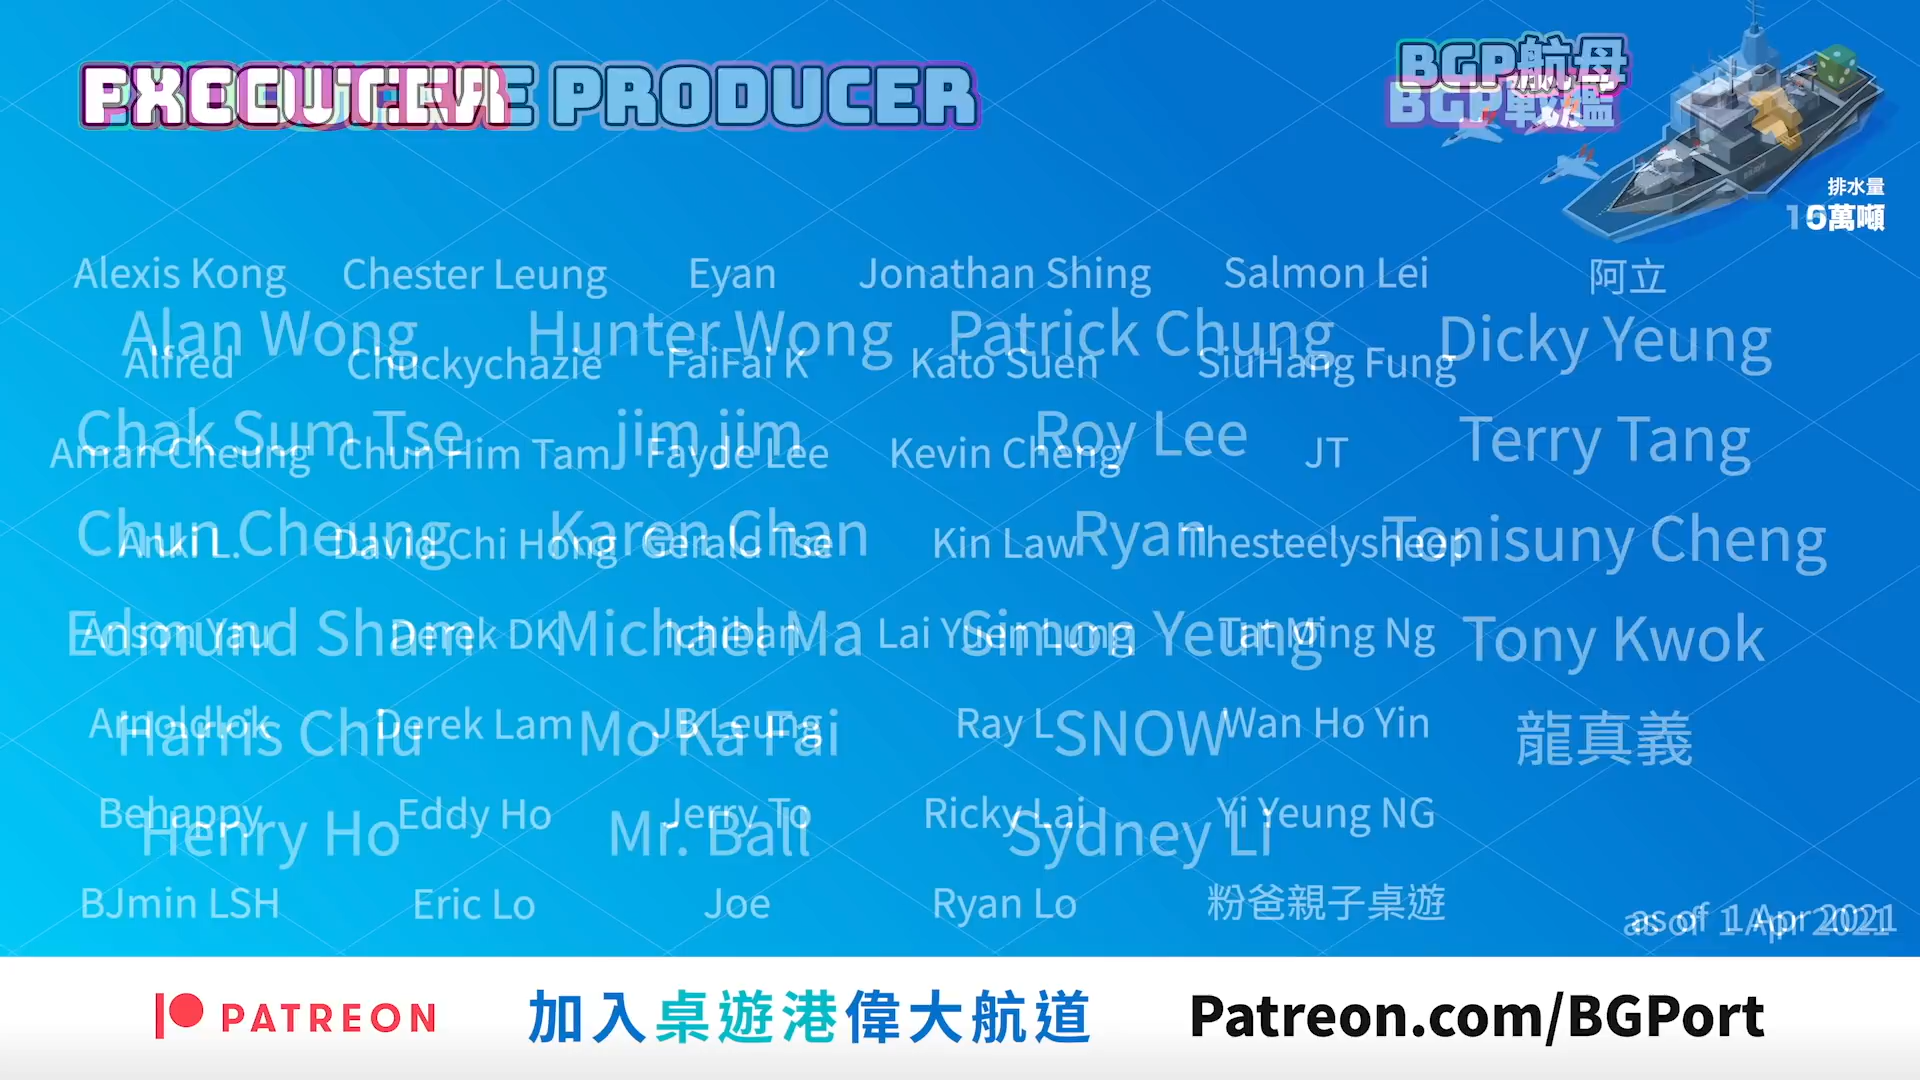 EXECUTIVE PRODUCER
BGP航母
BGP戰艦
排水量
萬噸
Alexis Kong Chester Leung Eyan Jonathan Shing Salmon Lei 阿立
Alan Wong Hunter Wong Patrick Chung Dicky Yeung
Alfred Chuckychazie FaiFai K Kato Suen SiuHang Fung
Chak Sum Tse jim jim Roy Lee Terry Tang
Aman Cheung Chun Him Tam Fayde Lee Kevin Cheng JT
Chun Cheung Karen Chan Ryan Tonisuny Cheng
Anki L. David Chi Hong Gerald Tse Kin Law Thesteelysheep
Edmund Sham Michael Ma Simon Yeung Tony Kwok
Anson Yau Derek DK Ichiban Lai Yuen Lung Tat Ming Ng
Arnoldlok Derek Lam JB Leung Ray L Wan Ho Yin
Harris Chiu Mo Ka Fai SNOW 龍真義
Behappy Eddy Ho Jerry To Ricky Lai Yi Yeung NG
Henry Ho Mr. Ball Sydney Li
BJmin LSH Eric Lo Joe Ryan Lo 粉爸親子桌遊
as of 1 Apr 2021
as of 1 Apr 2021
PATREON 加入桌遊港偉大航道 Patreon.com/BGPort